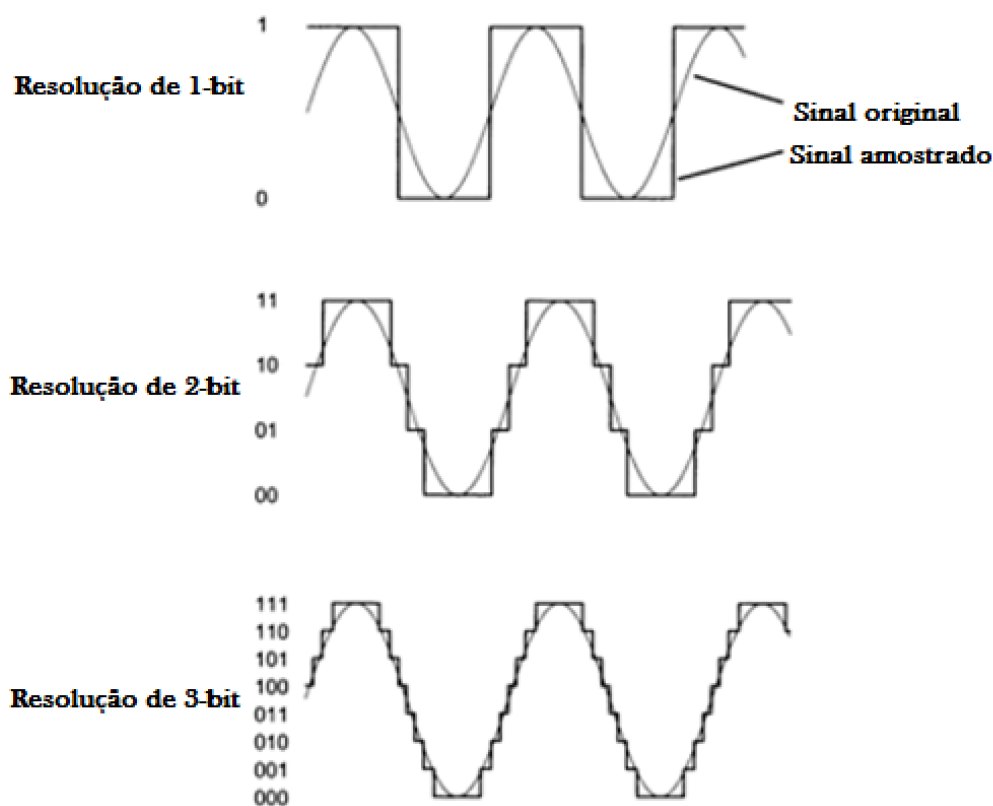 1
Resolução de 1-bit
Sinal original
Sinal amostrado
0
11
10
Resolução de 2-bit
01
00
111
110
101
100
Resolução de 3-bit
011
010
001
000